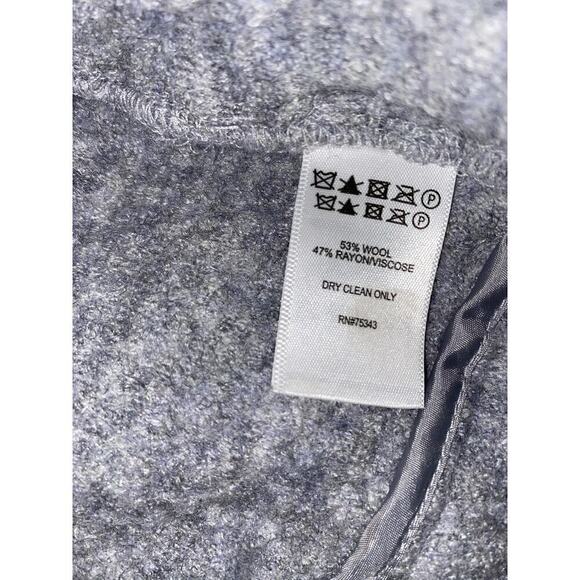 P
P
53% WOOL
47% RAYON/VISCOSE
DRY CLEAN ONLY
RN#75343